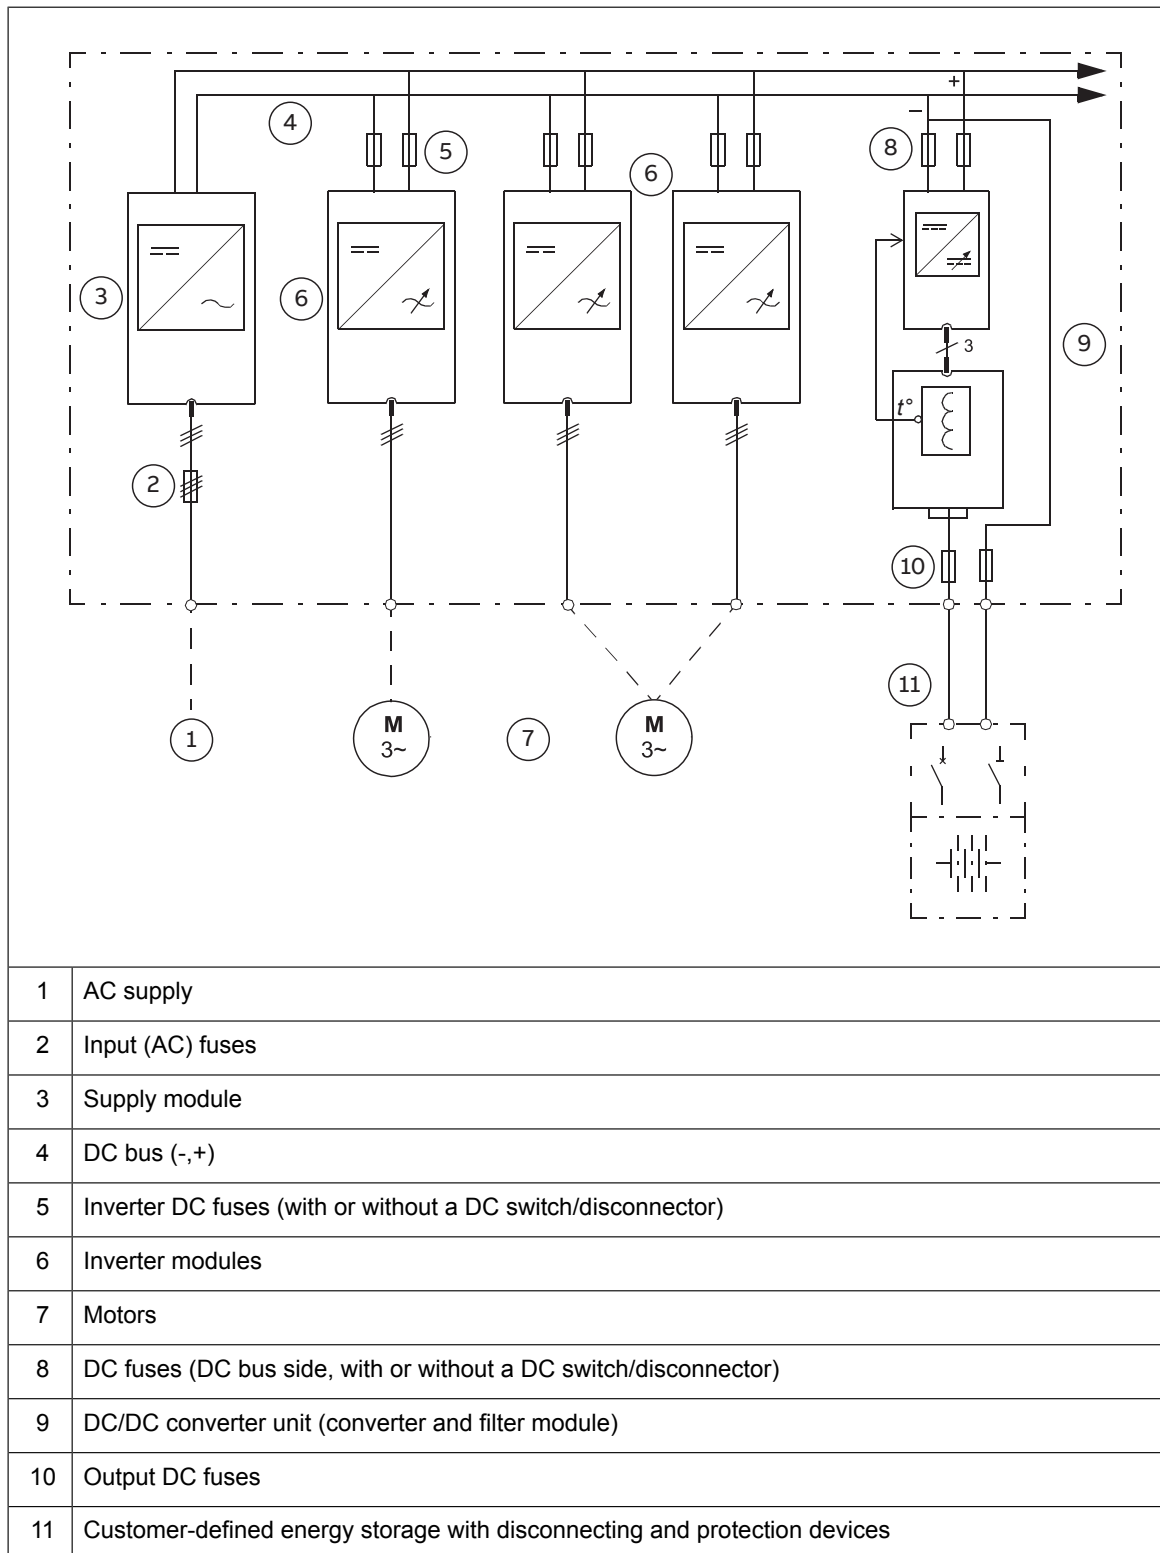 +
−
4
5
6
8
3
6
9
3
t°
2
10
11
1
M
3~
7
M
3~
1 AC supply
2 Input (AC) fuses
3 Supply module
4 DC bus (-,+)
5 Inverter DC fuses (with or without a DC switch/disconnector)
6 Inverter modules
7 Motors
8 DC fuses (DC bus side, with or without a DC switch/disconnector)
9 DC/DC converter unit (converter and filter module)
10 Output DC fuses
11 Customer-defined energy storage with disconnecting and protection devices